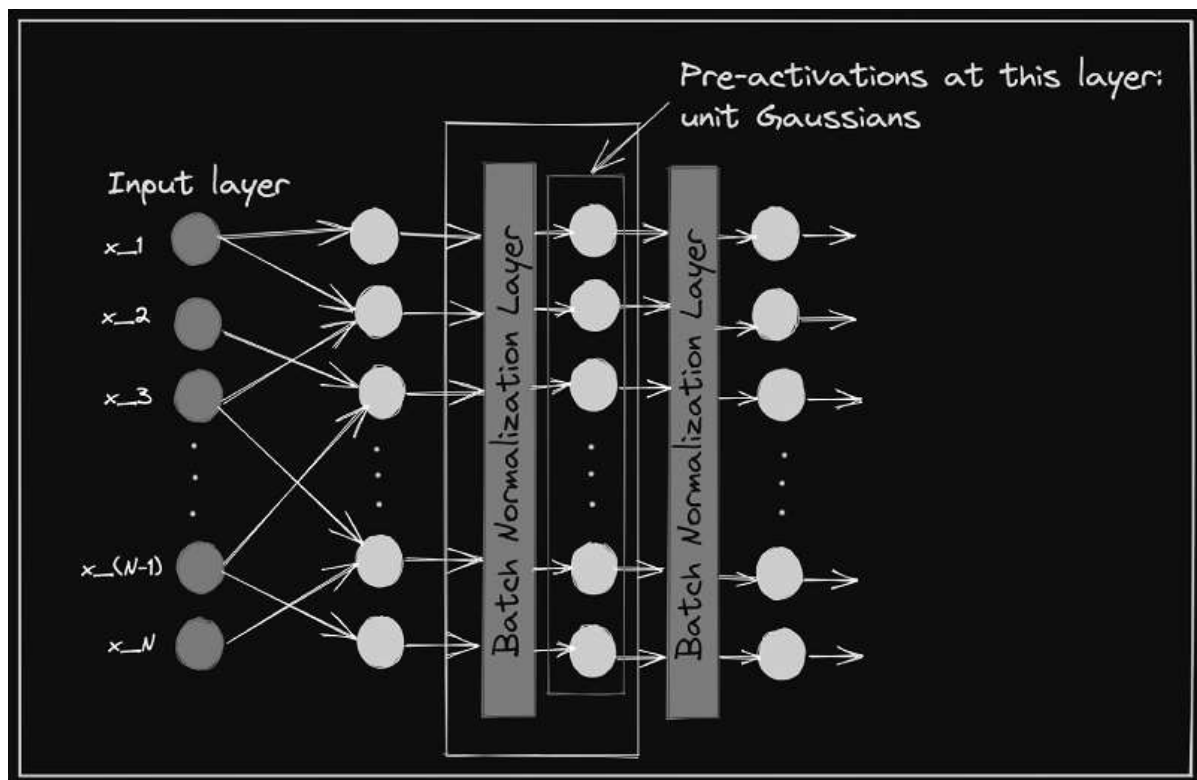 Pre-activations at this layer:
unit Gaussians
Input layer
x_1
x_2
x_3
x_(N-1)
x_N
Batch Normalization Layer
Batch Normalization Layer